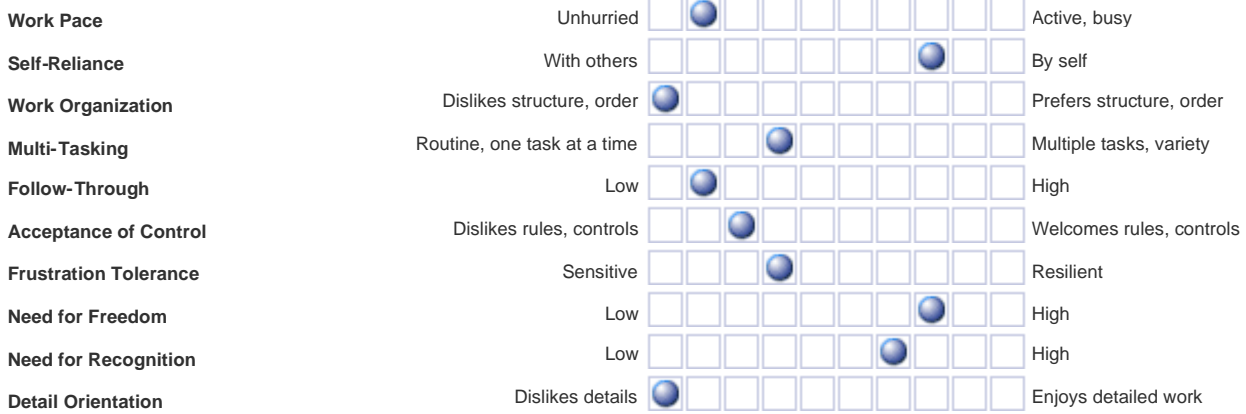 Work Pace Unhurried Active, busy
Self-Reliance With others By self
Work Organization Dislikes structure, order Prefers structure, order
Multi-Tasking Routine, one task at a time Multiple tasks, variety
Follow-Through Low High
Acceptance of Control Dislikes rules, controls Welcomes rules, controls
Frustration Tolerance Sensitive Resilient
Need for Freedom Low High
Need for Recognition Low High
Detail Orientation Dislikes details Enjoys detailed work